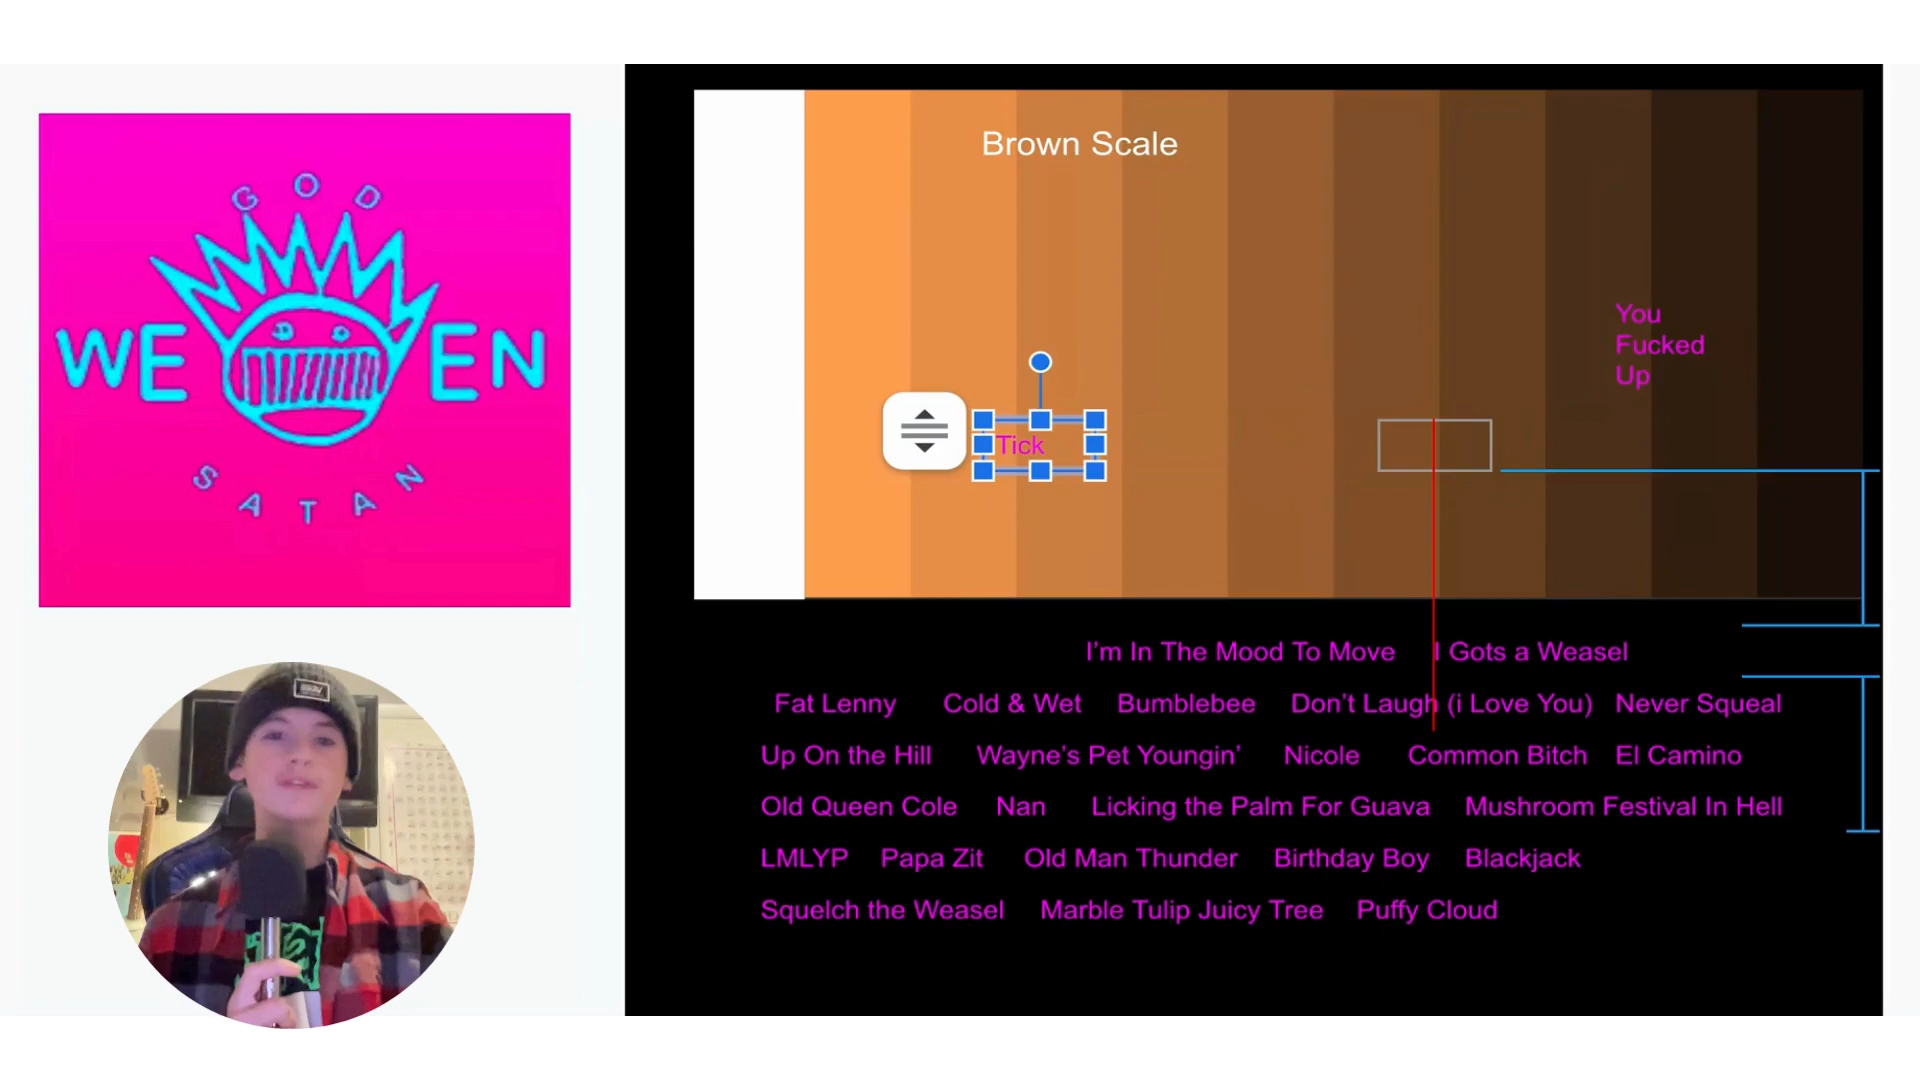 GOD
WEEN
SATAN
Brown Scale
You
Fucked
Up
Tick
I'm In The Mood To Move I Gots a Weasel
Fat Lenny Cold & Wet Bumblebee Don't Laugh (i Love You) Never Squeal
Up On the Hill Wayne's Pet Youngin' Nicole Common Bitch El Camino
Old Queen Cole Nan Licking the Palm For Guava Mushroom Festival In Hell
LMLYP Papa Zit Old Man Thunder Birthday Boy Blackjack
Squelch the Weasel Marble Tulip Juicy Tree Puffy Cloud